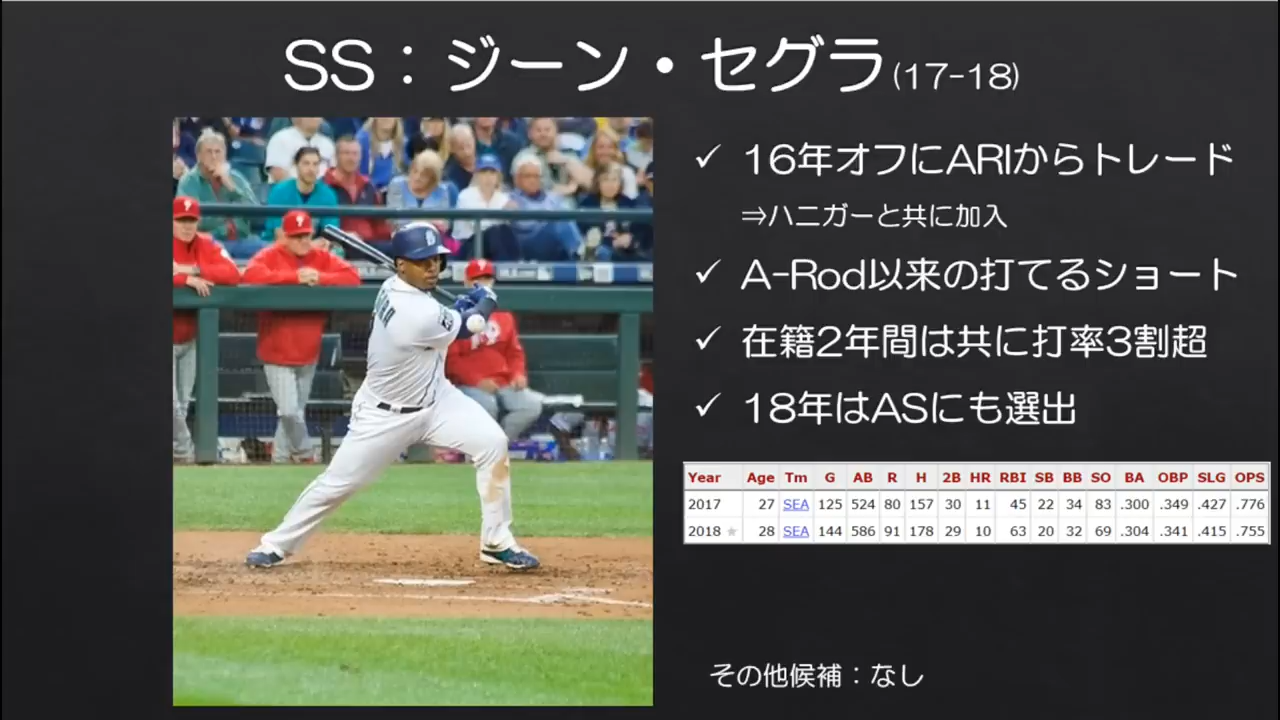 SS：ジーン・セグラ(17-18)
✓ 16年オフにARIからトレード
⇒ハニガーと共に加入
✓ A-Rod以来の打てるショート
✓ 在籍2年間は共に打率3割超
✓ 18年はASにも選出
Year Age Tm G AB R H 2B HR RBI SB BB SO BA OBP SLG OPS
2017 27 SEA 125 524 80 157 30 11 45 22 34 83 .300 .349 .427 .776
2018 ★ 28 SEA 144 586 91 178 29 10 63 20 32 69 .304 .341 .415 .755
その他候補：なし